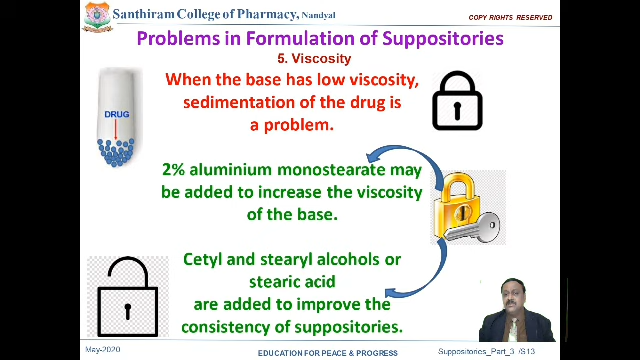 Santhiram College of Pharmacy, Nandyal
COPY RIGHTS RESERVED
Problems in Formulation of Suppositories
5. Viscosity
When the base has low viscosity,
sedimentation of the drug is
a problem.
DRUG
2% aluminium monostearate may
be added to increase the viscosity
of the base.
Cetyl and stearyl alcohols or
stearic acid
are added to improve the
consistency of suppositories.
May-2020
EDUCATION FOR PEACE & PROGRESS
Suppositories_Part_3 /S13